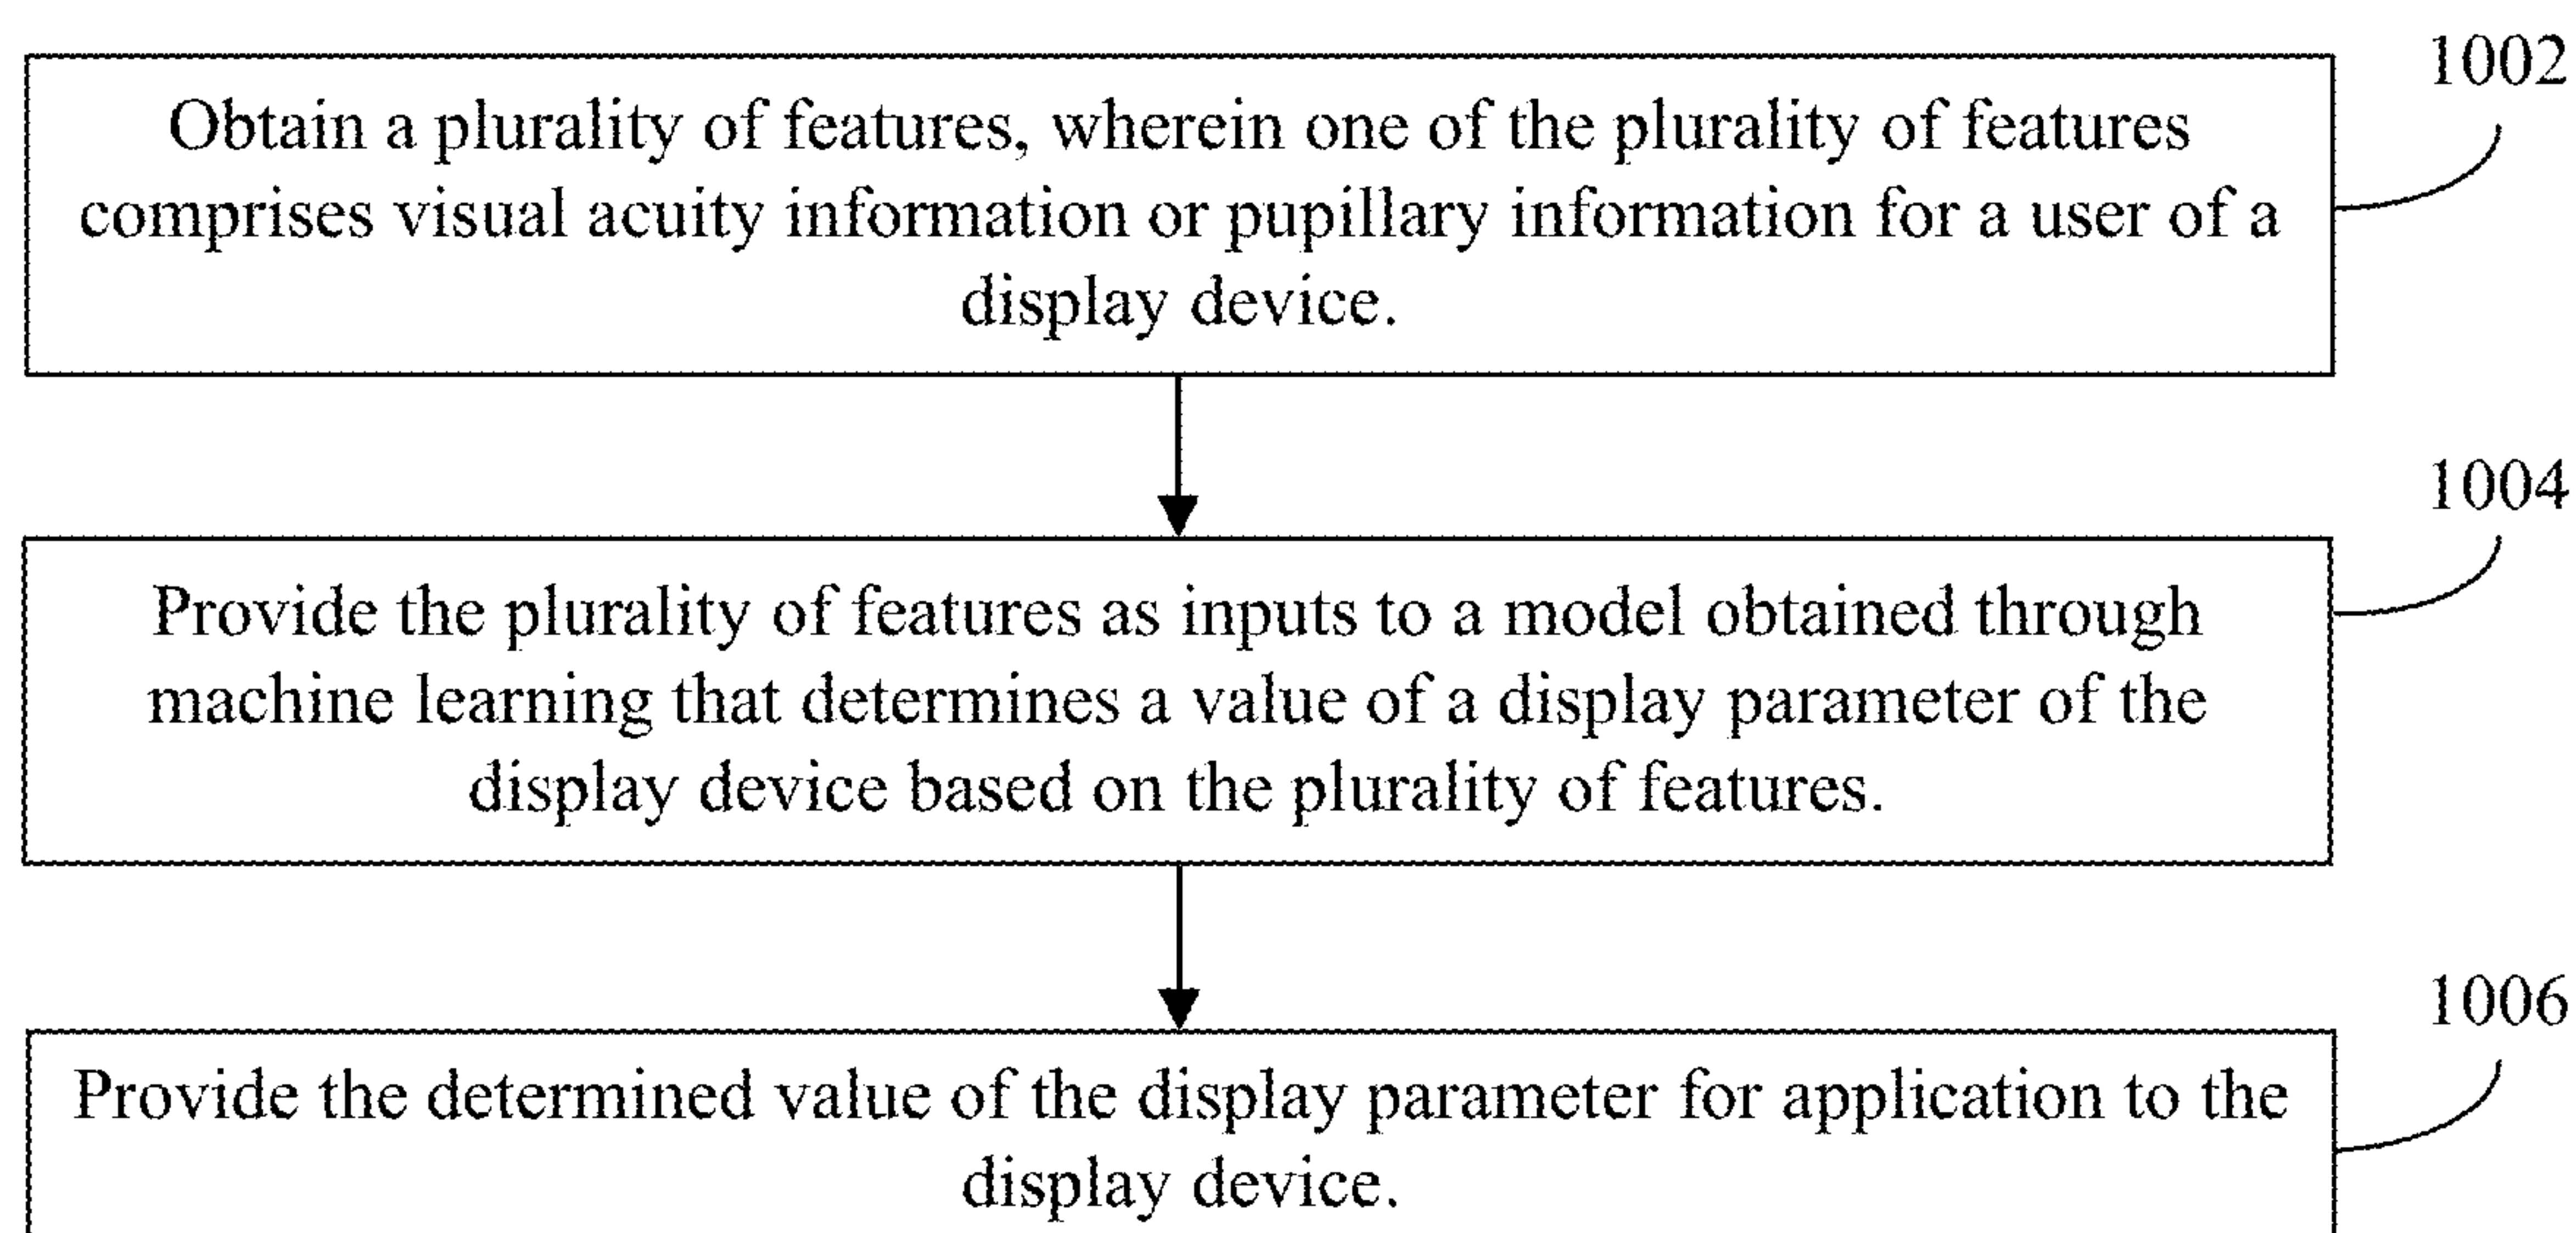 1002
Obtain a plurality of features, wherein one of the plurality of features
comprises visual acuity information or pupillary information for a user of a
display device.
1004
Provide the plurality of features as inputs to a model obtained through
machine learning that determines a value of a display parameter of the
display device based on the plurality of features.
1006
Provide the determined value of the display parameter for application to the
display device.